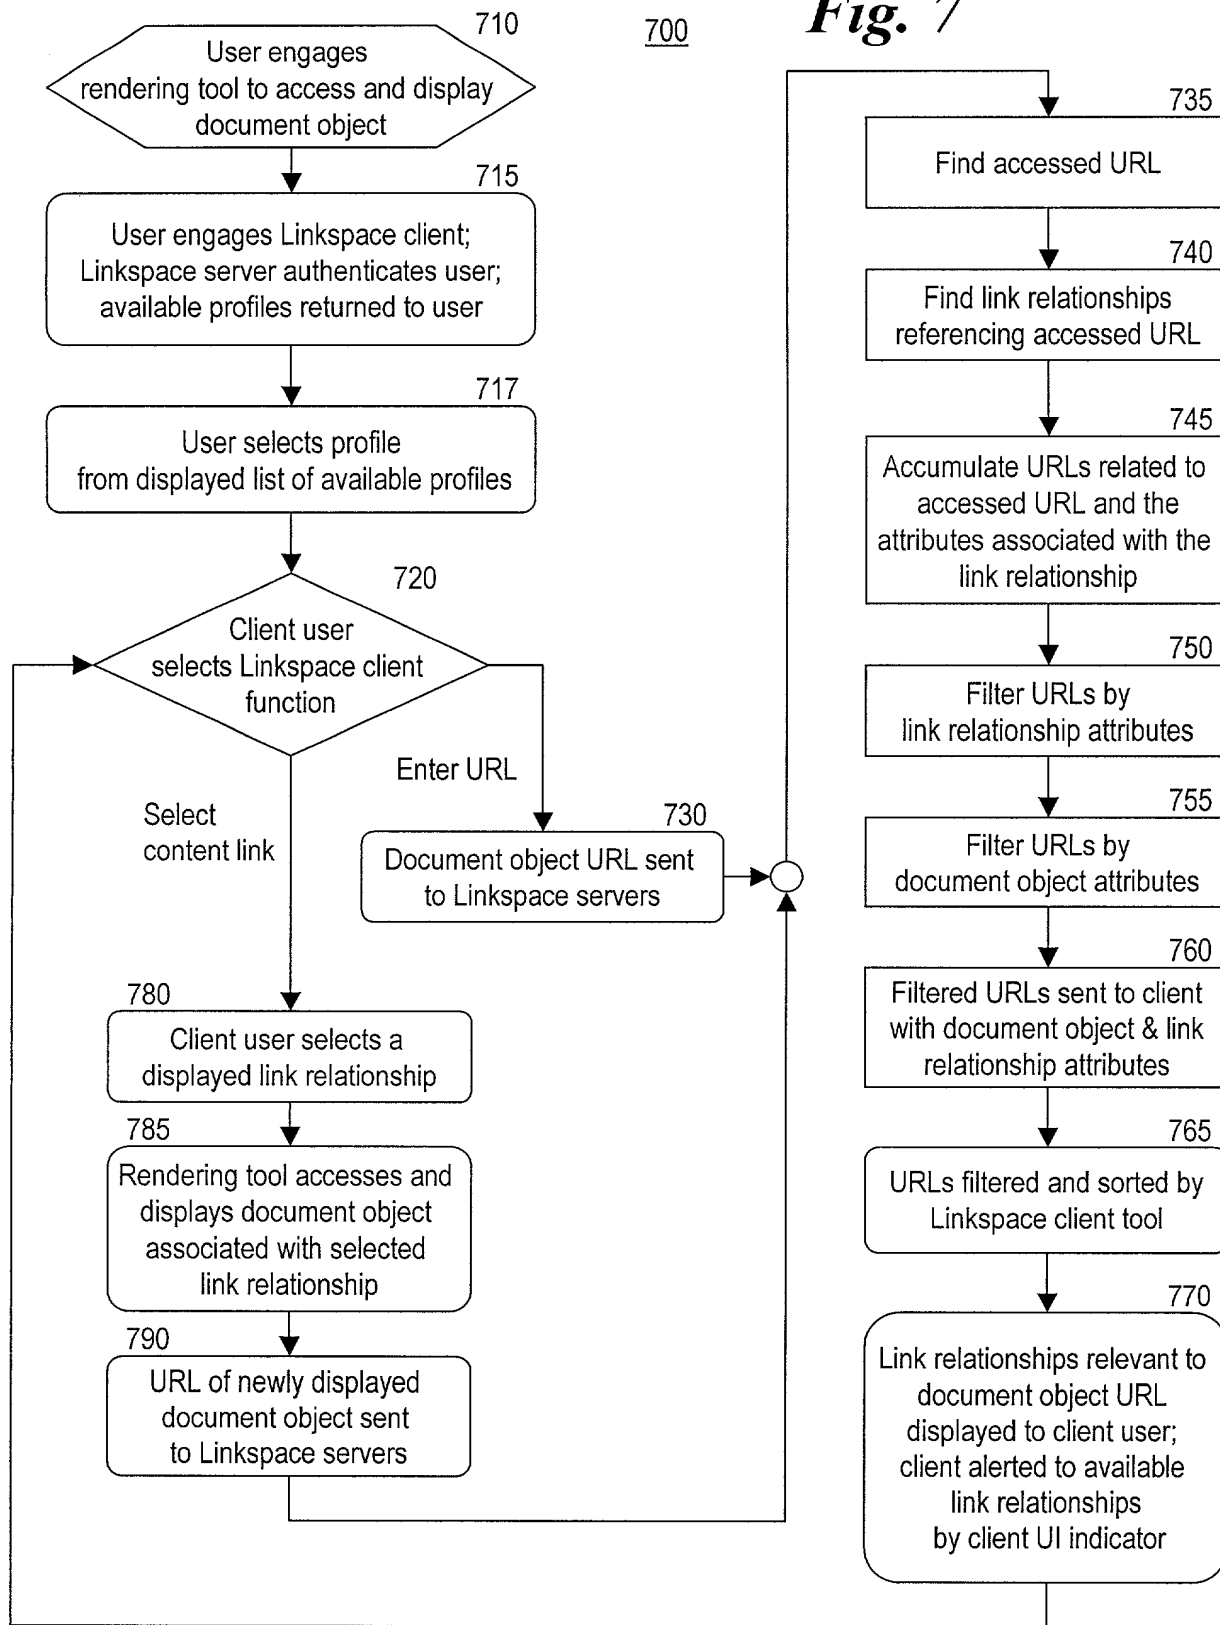 Fig. 7
700
710
User engages
rendering tool to access and display
document object
715
User engages Linkspace client;
Linkspace server authenticates user;
available profiles returned to user
717
User selects profile
from displayed list of available profiles
720
Client user
selects Linkspace client
function
Enter URL
Select
content link
730
Document object URL sent
to Linkspace servers
780
Client user selects a
displayed link relationship
785
Rendering tool accesses and
displays document object
associated with selected
link relationship
790
URL of newly displayed
document object sent
to Linkspace servers
735
Find accessed URL
740
Find link relationships
referencing accessed URL
745
Accumulate URLs related to
accessed URL and the
attributes associated with the
link relationship
750
Filter URLs by
link relationship attributes
755
Filter URLs by
document object attributes
760
Filtered URLs sent to client
with document object & link
relationship attributes
765
URLs filtered and sorted by
Linkspace client tool
770
Link relationships relevant to
document object URL
displayed to client user;
client alerted to available
link relationships
by client UI indicator